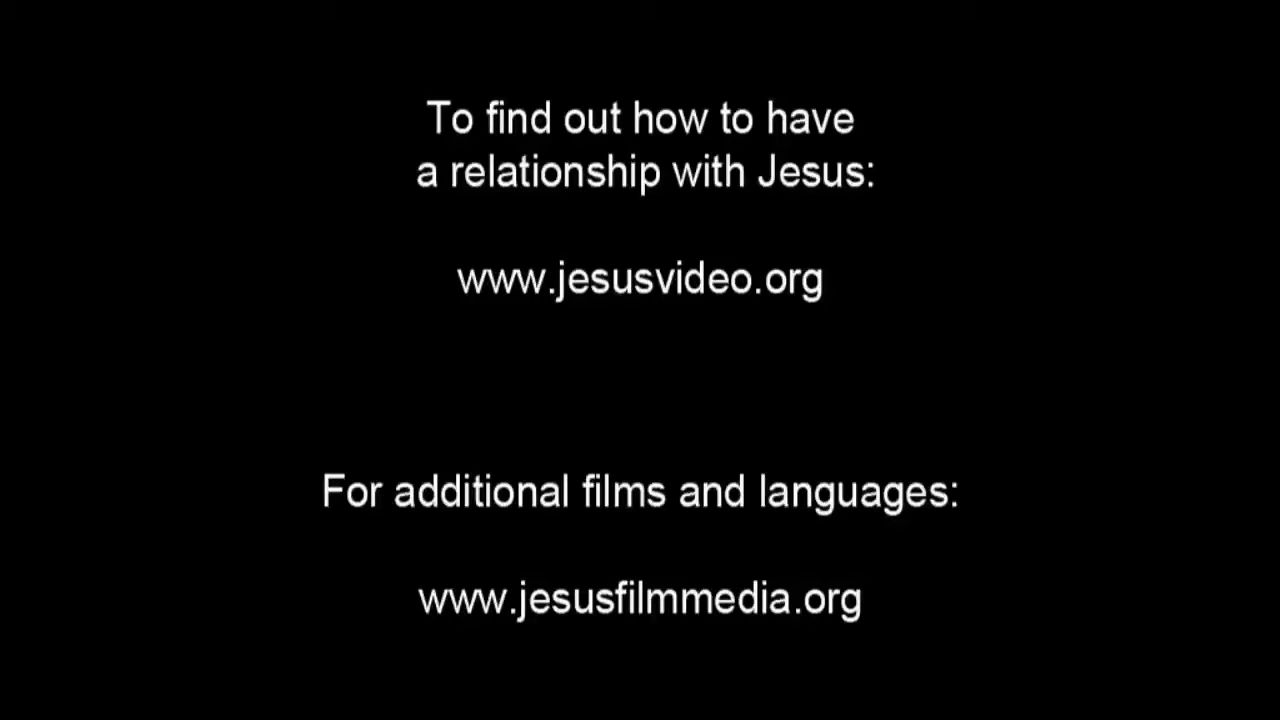 To find out how to have
a relationship with Jesus:
www.jesusvideo.org
For additional films and languages:
www.jesusfilmmedia.org